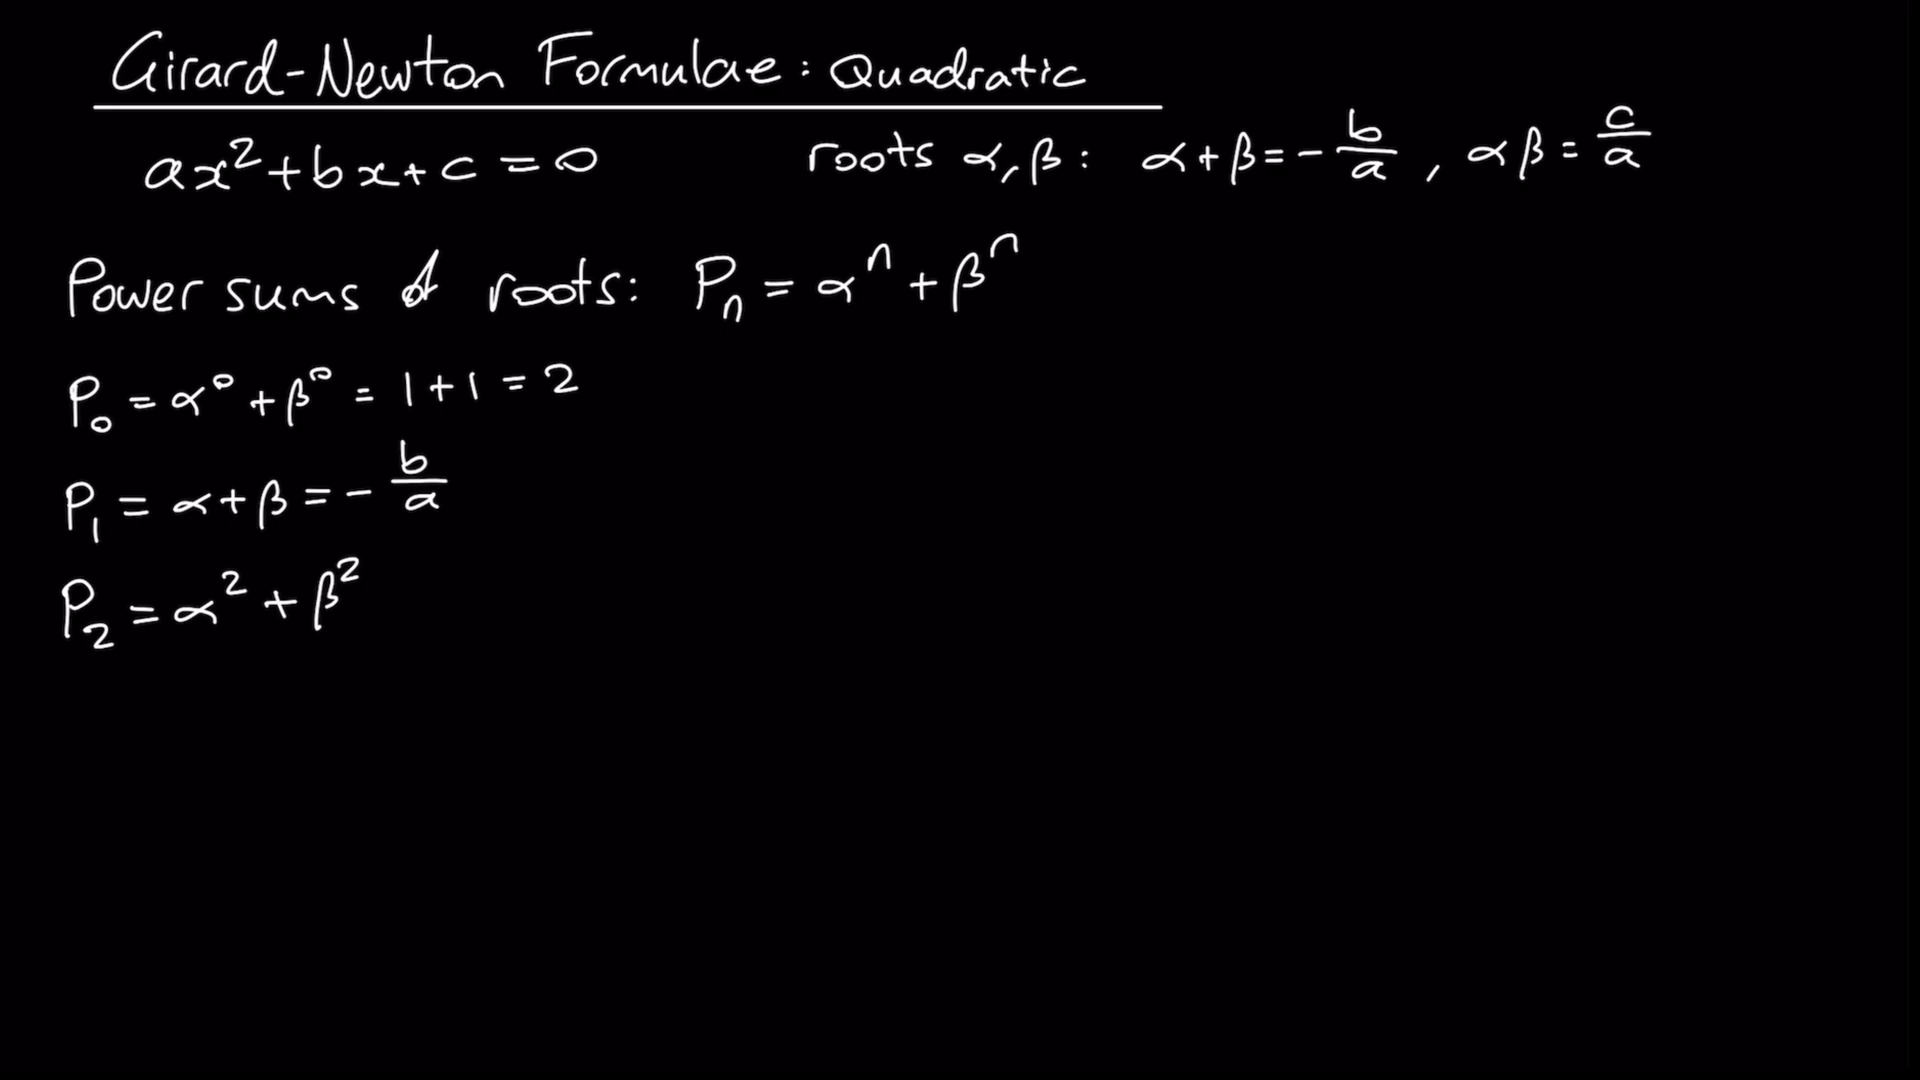 Girard-Newton Formulae: Quadratic
ax² + bx + c = 0 roots α, β: α + β = - b/a , αβ = c/a
Power sums of roots: Pₙ = αⁿ + βⁿ
P₀ = α⁰ + β⁰ = 1 + 1 = 2
P₁ = α + β = - b/a
P₂ = α² + β²